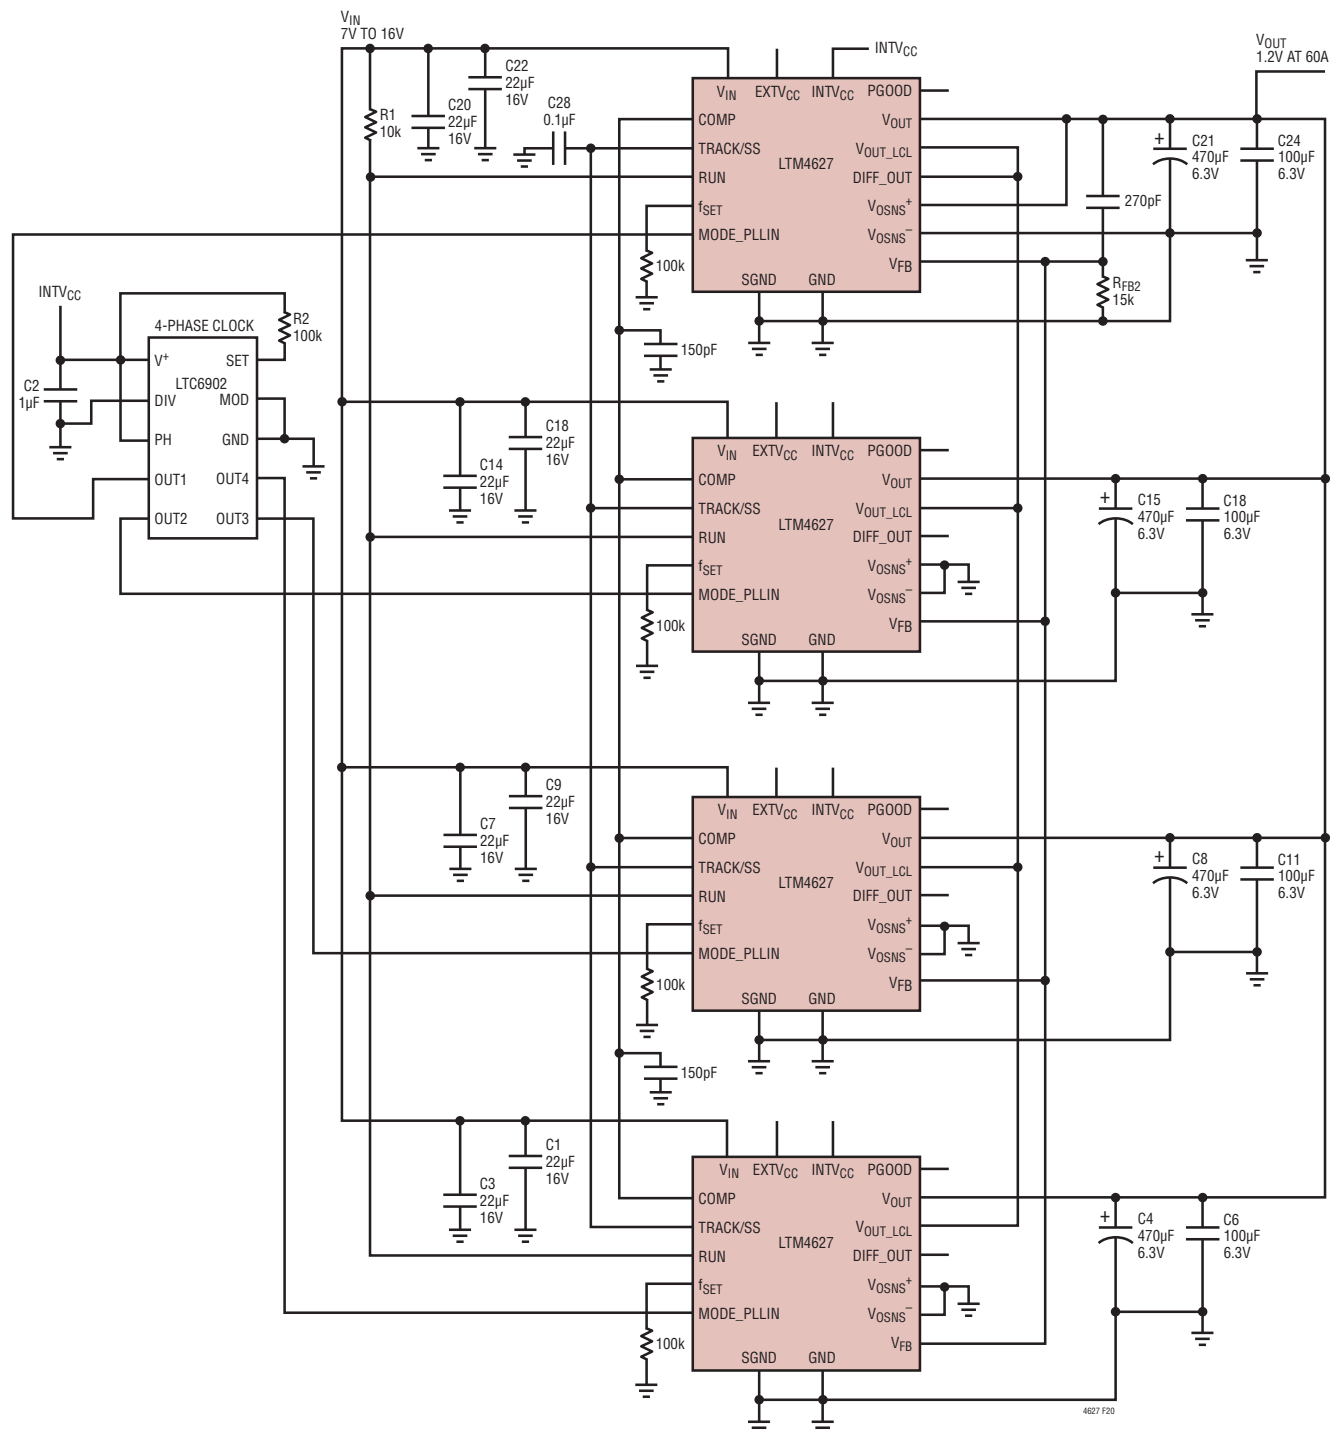 VIN
7V TO 16V
C22
22µF
16V
C20
22µF
16V
R1
10k
C28
0.1µF
INTVCC
VOUT
1.2V AT 60A
VIN
EXTVCC
INTVCC
PGOOD
COMP
TRACK/SS
RUN
fSET
MODE_PLLIN
LTM4627
VOUT
VOUT_LCL
DIFF_OUT
VOSNS+
VOSNS–
VFB
SGND
GND
100k
150pF
+
C21
470µF
6.3V
C24
100µF
6.3V
270pF
RFB2
15k
INTVCC
4-PHASE CLOCK
R2
100k
C2
1µF
V+
SET
LTC6902
DIV
MOD
PH
GND
OUT1
OUT4
OUT2
OUT3
C18
22µF
16V
C14
22µF
16V
VIN
EXTVCC
INTVCC
PGOOD
COMP
TRACK/SS
RUN
fSET
MODE_PLLIN
LTM4627
VOUT
VOUT_LCL
DIFF_OUT
VOSNS+
VOSNS–
VFB
SGND
GND
100k
+
C15
470µF
6.3V
C18
100µF
6.3V
C9
22µF
16V
C7
22µF
16V
VIN
EXTVCC
INTVCC
PGOOD
COMP
TRACK/SS
RUN
fSET
MODE_PLLIN
LTM4627
VOUT
VOUT_LCL
DIFF_OUT
VOSNS+
VOSNS–
VFB
SGND
GND
100k
150pF
+
C8
470µF
6.3V
C11
100µF
6.3V
C1
22µF
16V
C3
22µF
16V
VIN
EXTVCC
INTVCC
PGOOD
COMP
TRACK/SS
RUN
fSET
MODE_PLLIN
LTM4627
VOUT
VOUT_LCL
DIFF_OUT
VOSNS+
VOSNS–
VFB
SGND
GND
100k
+
C4
470µF
6.3V
C6
100µF
6.3V
4627 F20